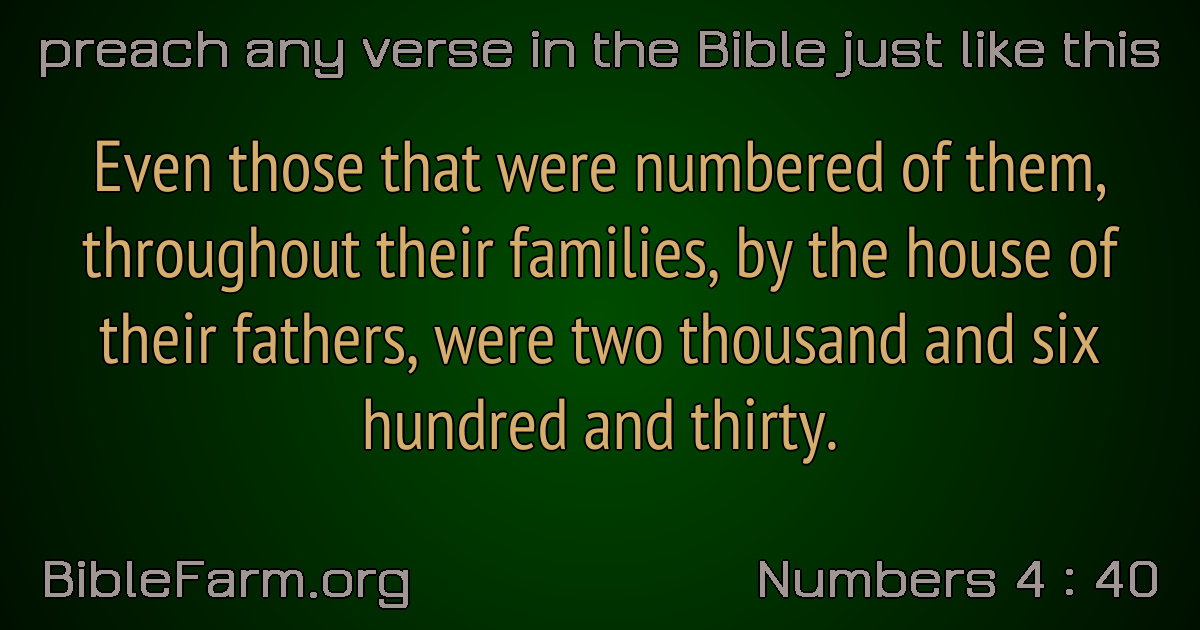 preach any verse in the Bible just like this
Even those that were numbered of them,
throughout their families, by the house of
their fathers, were two thousand and six
hundred and thirty.
BibleFarm.org
Numbers 4 : 40